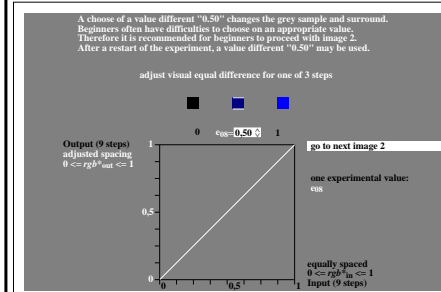 A choose of a value different "0.50" changes the grey sample and surround.
Beginners often have difficulties to choose on an appropriate value.
Therefore it is recommended for beginners to proceed with image 2.
After a restart of the experiment, a value different "0.50" may be used.
adjust visual equal difference for one of 3 steps
0 e0S=0,50 1
Output (9 steps)
adjusted spacing
0 <= rgb*out <= 1
1
go to next image 2
one experimental value:
e0S
0,5
equally spaced
0 <= rgb*in <= 1
Input (9 steps)
0
0 0,5 1